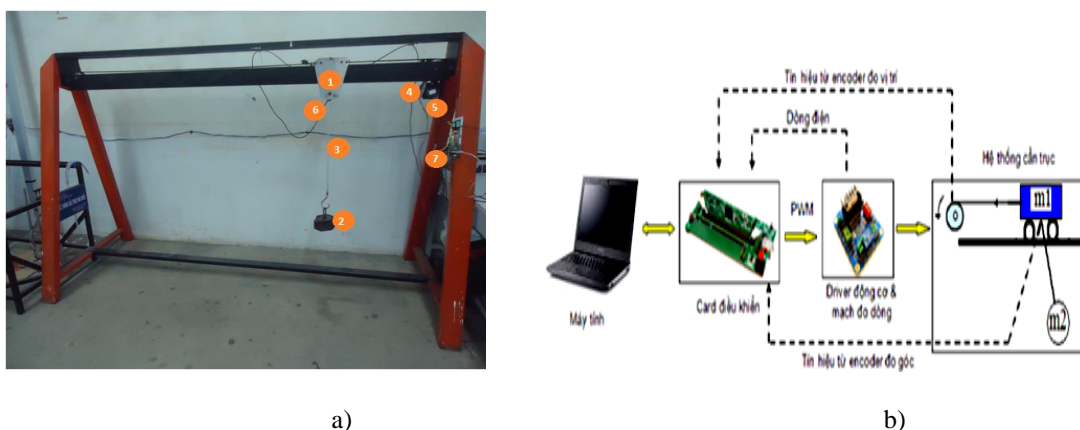 1
4
5
6
3
7
2
Tín hiệu từ encoder đo vị trí
Dòng điện
Hệ thống cần trục
m1
PWM
m2
Máy tính
Card điều khiển
Driver động cơ &
mạch đo dòng
Tín hiệu từ encoder đo góc
a)
b)